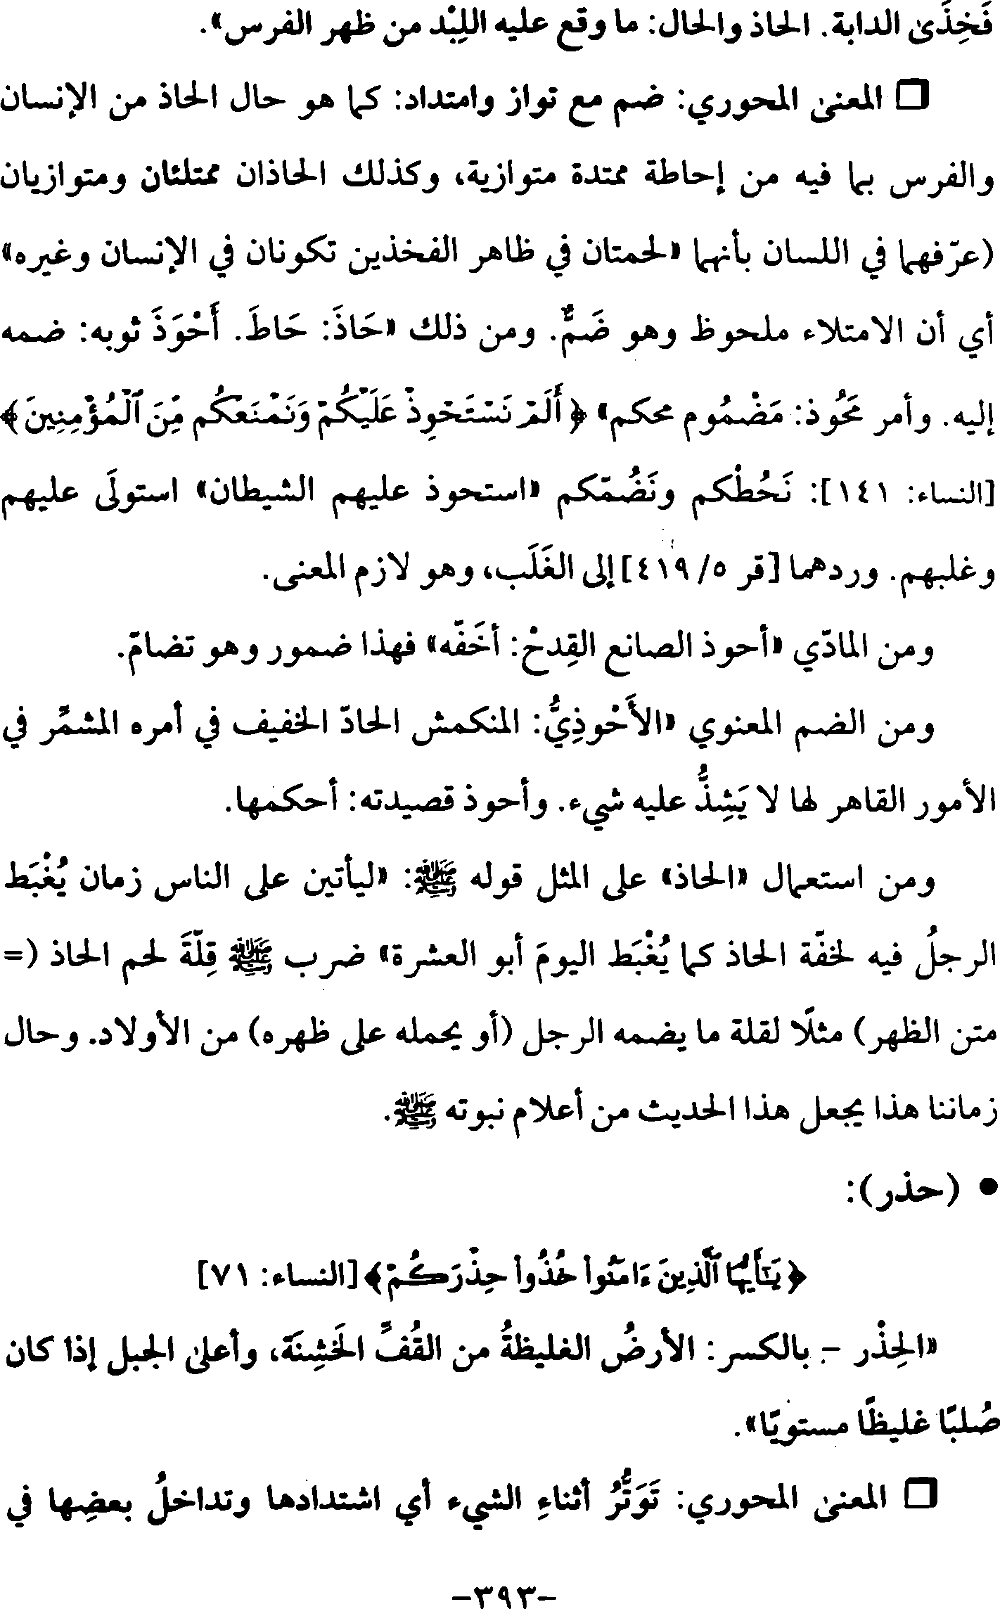 فَخِذَىٰ الدابة. الحاذ والحال: ما وقع عليه اللِبْد من ظهر الفرس».
□ المعنىٰ المحوري: ضم مع تواز وامتداد: كما هو حال الحاذ من الإنسان
والفرس بما فيه من إحاطة ممتدة متوازية، وكذلك الحاذان ممتلئان ومتوازيان
(عرّفهما في اللسان بأنهما «لحمتان في ظاهر الفخذين تكونان في الإنسان وغيره»
أي أن الامتلاء ملحوظ وهو ضَمٌّ. ومن ذلك «حَاذَ: حَاطَ. أَحْوَذَ ثوبه: ضمه
إليه. وأمر مَحُوذ: مَضْمُوم محكم» ﴿أَلَمْ نَسْتَحْوِذْ عَلَيْكُمْ وَنَمْنَعْكُم مِّنَ ٱلْمُؤْمِنِينَ﴾
[النساء: ١٤١]: نَحُطْكم ونَضُمّكم «استحوذ عليهم الشيطان» استولَى عليهم
وغلبهم. وردهما [قر ٥/ ٤١٩] إلى الغَلَب، وهو لازم المعنى.
ومن المادّي «أحوذ الصانع القِدحْ: أخَفّه» فهذا ضمور وهو تضامّ.
ومن الضم المعنوي «الأَحْوذِيُّ: المنكمش الحادّ الخفيف في أمره المشمِّر في
الأمور القاهر لها لا يَشِذُّ عليه شيء. وأحوذ قصيدته: أحكمها.
ومن استعمال «الحاذ» على المثل قوله ﷺ: «ليأتين على الناس زمان يُغْبَط
الرجلُ فيه لخفّة الحاذ كما يُغْبَط اليومَ أبو العشرة» ضرب ﷺ قِلّةَ لحم الحاذ (=
متن الظهر) مثلًا لقلة ما يضمه الرجل (أو يحمله على ظهره) من الأولاد. وحال
زماننا هذا يجعل هذا الحديث من أعلام نبوته ﷺ.
• (حذر):
﴿يَٰٓأَيُّهَا ٱلَّذِينَ ءَامَنُوا۟ خُذُوا۟ حِذْرَكُمْ﴾ [النساء: ٧١]
«الحِذْر - بالكسر: الأرضُ الغليظةُ من القُفِّ الخَشِنَة، وأعلىٰ الجبل إذا كان
صُلبًا غليظًا مستويًا».
□ المعنىٰ المحوري: تَوَتُّرُ أثناءِ الشيء أي اشتدادها وتداخلُ بعضِها في
-٣٩٣-